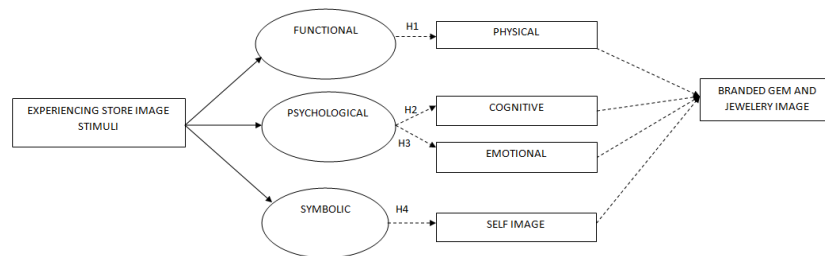 FUNCTIONAL
H1
PHYSICAL
EXPERIENCING STORE IMAGE
STIMULI
PSYCHOLOGICAL
H2
COGNITIVE
H3
EMOTIONAL
BRANDED GEM AND
JEWELERY IMAGE
SYMBOLIC
H4
SELF IMAGE